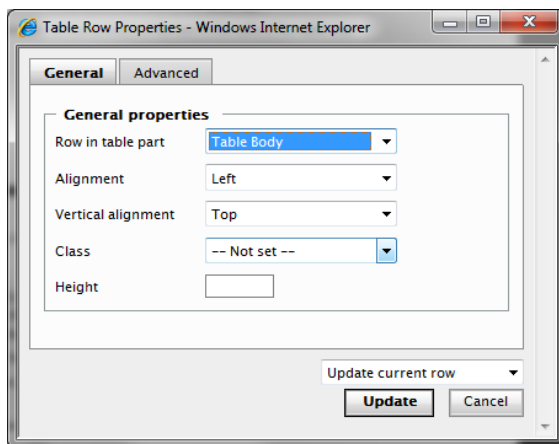 Table Row Properties - Windows Internet Explorer
General
Advanced
General properties
Row in table part
Table Body
Alignment
Left
Vertical alignment
Top
Class
-- Not set --
Height
Update current row
Update
Cancel